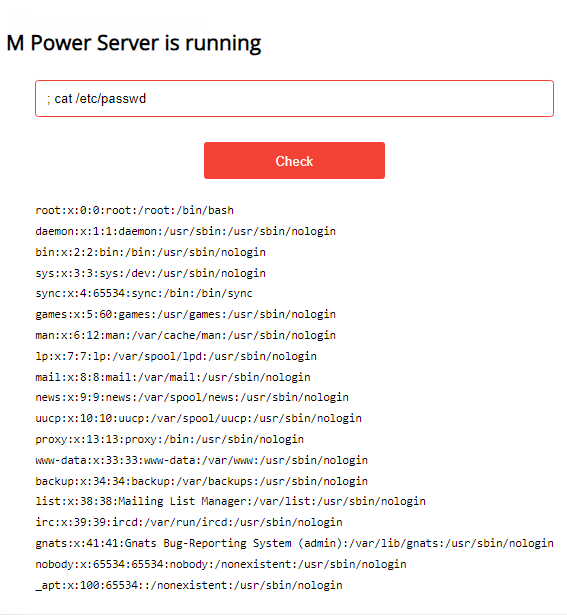 M Power Server is running
; cat /etc/passwd
Check
root:x:0:0:root:/root:/bin/bash
daemon:x:1:1:daemon:/usr/sbin:/usr/sbin/nologin
bin:x:2:2:bin:/bin:/usr/sbin/nologin
sys:x:3:3:sys:/dev:/usr/sbin/nologin
sync:x:4:65534:sync:/bin:/bin/sync
games:x:5:60:games:/usr/games:/usr/sbin/nologin
man:x:6:12:man:/var/cache/man:/usr/sbin/nologin
lp:x:7:7:lp:/var/spool/lpd:/usr/sbin/nologin
mail:x:8:8:mail:/var/mail:/usr/sbin/nologin
news:x:9:9:news:/var/spool/news:/usr/sbin/nologin
uucp:x:10:10:uucp:/var/spool/uucp:/usr/sbin/nologin
proxy:x:13:13:proxy:/bin:/usr/sbin/nologin
www-data:x:33:33:www-data:/var/www:/usr/sbin/nologin
backup:x:34:34:backup:/var/backups:/usr/sbin/nologin
list:x:38:38:Mailing List Manager:/var/list:/usr/sbin/nologin
irc:x:39:39:ircd:/var/run/ircd:/usr/sbin/nologin
gnats:x:41:41:Gnats Bug-Reporting System (admin):/var/lib/gnats:/usr/sbin/nologin
nobody:x:65534:65534:nobody:/nonexistent:/usr/sbin/nologin
_apt:x:100:65534::/nonexistent:/usr/sbin/nologin